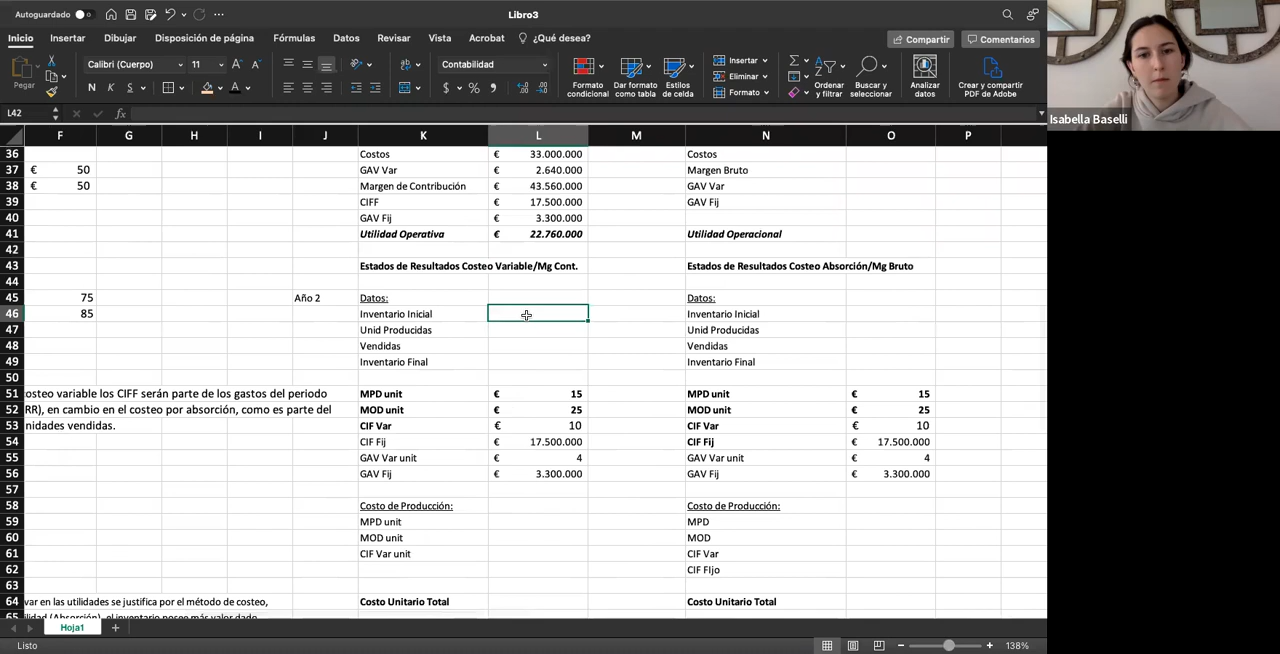 Autoguardado
Libro3
Inicio Insertar Dibujar Disposición de página Fórmulas Datos Revisar Vista Acrobat ¿Qué desea? Compartir Comentarios
Pegar
Calibri (Cuerpo) 11
Contabilidad
N K S
$ % 
Formato condicional
Dar formato como tabla
Estilos de celda
Insertar
Eliminar
Formato
Ordenar y filtrar
Buscar y seleccionar
Analizar datos
Crear y compartir PDF de Adobe
Isabella Baselli
L42 fx
F G H I J K L M N O P
36 Costos € 33.000.000 Costos
37 € 50 GAV Var € 2.640.000 Margen Bruto
38 € 50 Margen de Contribución € 43.560.000 GAV Var
39 CIFF € 17.500.000 GAV Fij
40 GAV Fij € 3.300.000
41 Utilidad Operativa € 22.760.000 Utilidad Operacional
42
43 Estados de Resultados Costeo Variable/Mg Cont. Estados de Resultados Costeo Absorción/Mg Bruto
44
45 75 Año 2 Datos: Datos:
46 85 Inventario Inicial Inventario Inicial
47 Unid Producidas Unid Producidas
48 Vendidas Vendidas
49 Inventario Final Inventario Final
50
51 costeo variable los CIFF serán parte de los gastos del periodo MPD unit € 15 MPD unit € 15
52 RR), en cambio en el costeo por absorción, como es parte del MOD unit € 25 MOD unit € 25
53 nidades vendidas. CIF Var € 10 CIF Var € 10
54 CIF Fij € 17.500.000 CIF Fij € 17.500.000
55 GAV Var unit € 4 GAV Var unit € 4
56 GAV Fij € 3.300.000 GAV Fij € 3.300.000
57
58 Costo de Producción: Costo de Producción:
59 MPD unit MPD
60 MOD unit MOD
61 CIF Var unit CIF Var
62 CIF FIjo
63
64 var en las utilidades se justifica por el método de costeo, Costo Unitario Total Costo Unitario Total
65 el inventario posee más valor dado
Hoja1 +
Listo 138%